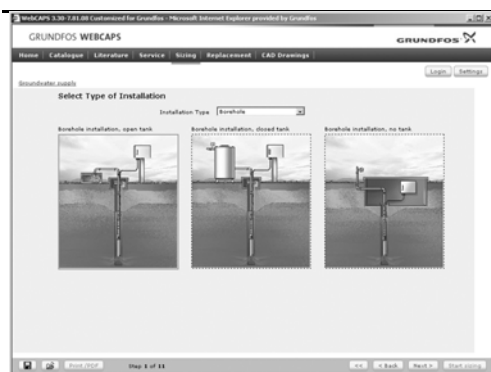 WebCAPS 3.30-7.01.08 Customized for Grundfos - Microsoft Internet Explorer provided by Grundfos
GRUNDFOS WEBCAPS
GRUNDFOS
Home Catalogue Literature Service Sizing Replacement CAD Drawings
Login Settings
Groundwater supply
Select Type of Installation
Installation Type Borehole
Borehole installation, open tank Borehole installation, closed tank Borehole installation, no tank
Print/PDF Step 1 of 11 << < Back Next > Start sizing